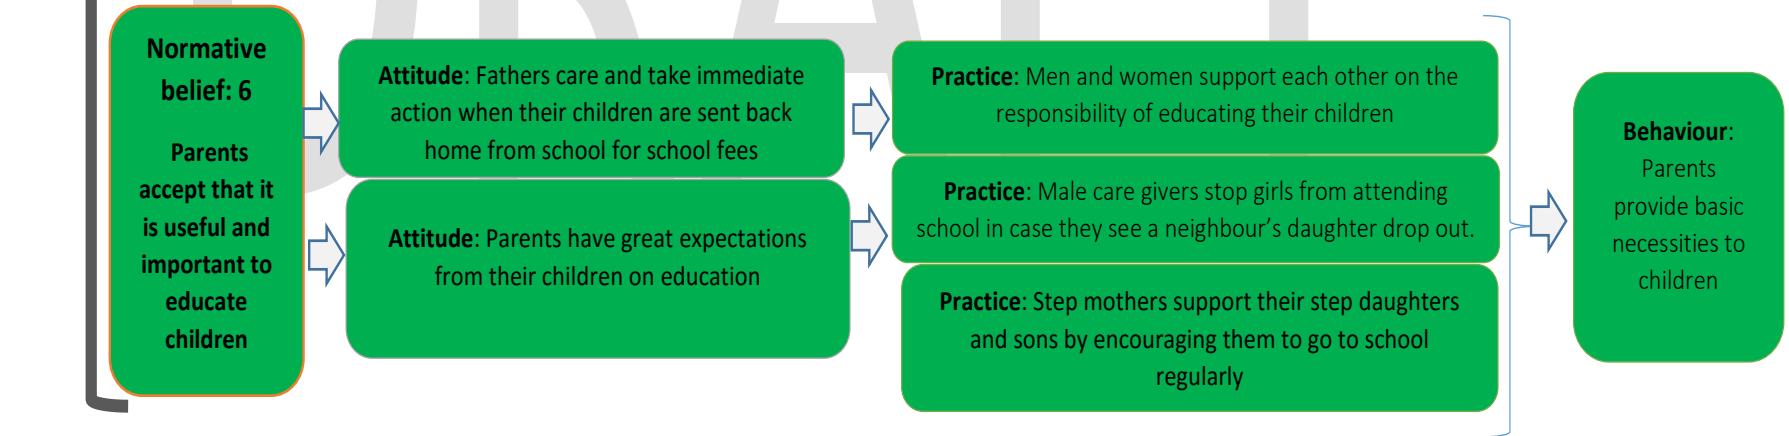 Normative
belief: 6
Parents
accept that it
is useful and
important to
educate
children
Attitude: Fathers care and take immediate
action when their children are sent back
home from school for school fees
Attitude: Parents have great expectations
from their children on education
Practice: Men and women support each other on the
responsibility of educating their children
Practice: Male care givers stop girls from attending
school in case they see a neighbour’s daughter drop out.
Practice: Step mothers support their step daughters
and sons by encouraging them to go to school
regularly
Behaviour:
Parents
provide basic
necessities to
children